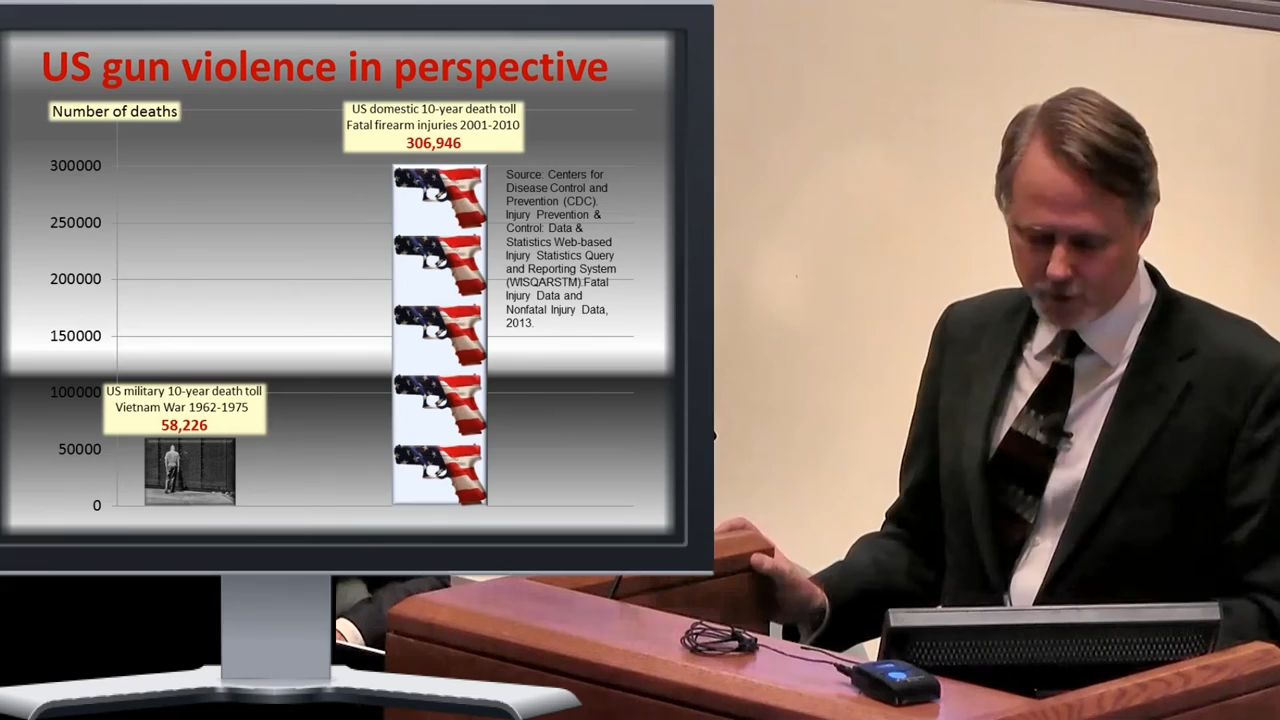 US gun violence in perspective
Number of deaths
US domestic 10-year death toll
Fatal firearm injuries 2001-2010
306,946
300000
250000
200000
150000
100000
50000
0
Source: Centers for
Disease Control and
Prevention (CDC).
Injury Prevention &
Control: Data &
Statistics Web-based
Injury Statistics Query
and Reporting System
(WISQARSTM).Fatal
Injury Data and
Nonfatal Injury Data,
2013.
US military 10-year death toll
Vietnam War 1962-1975
58,226